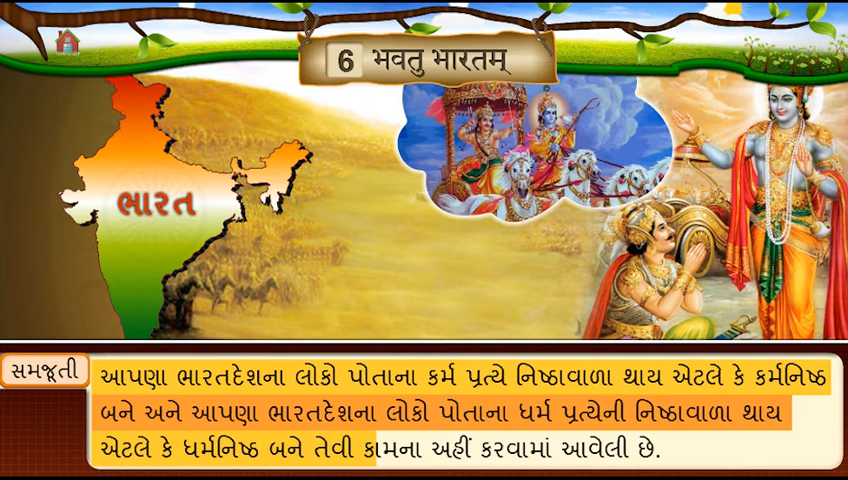 6 भवतु भारतम्
ભારત
સમજૂતી
આપણા ભારતદેશના લોકો પોતાના કર્મ પ્રત્યે નિષ્ઠાવાળા થાય એટલે કે કર્મનિષ્ઠ
બને અને આપણા ભારતદેશના લોકો પોતાના ધર્મ પ્રત્યેની નિષ્ઠાવાળા થાય
એટલે કે ધર્મનિષ્ઠ બને તેવી કામના અહીં કરવામાં આવેલી છે.